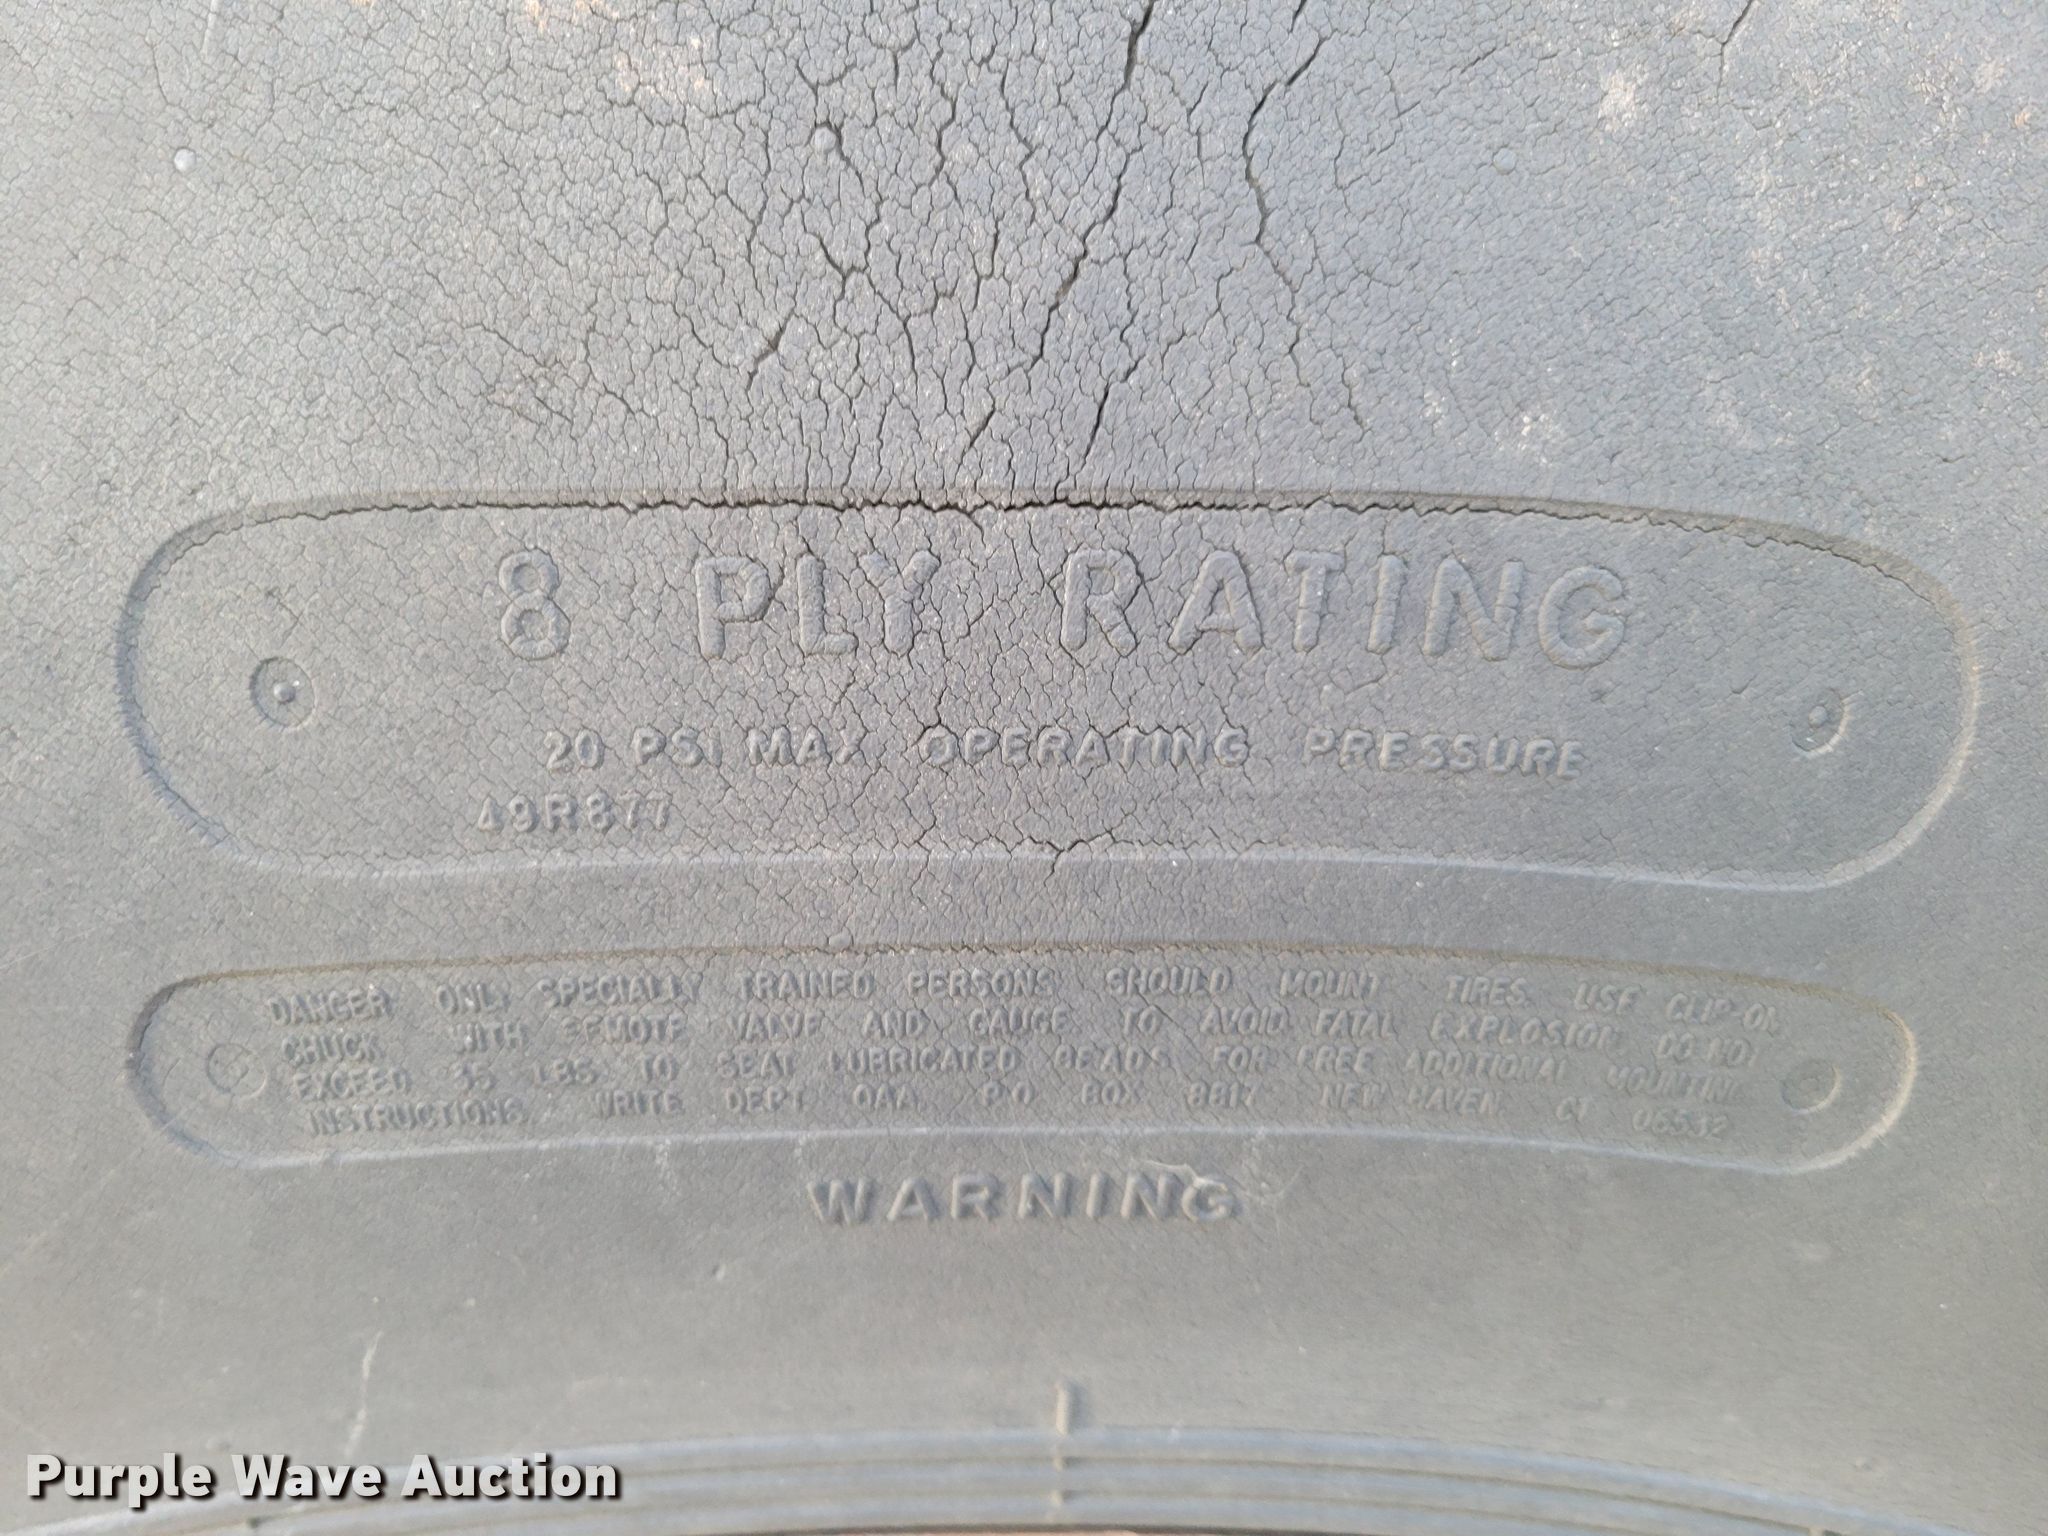 8 PLY RATING
20 PSI MAX OPERATING PRESSURE
49R877
DANGER ONLY SPECIALLY TRAINED PERSONS SHOULD MOUNT TIRES. USE CLIP-ON
CHUCK WITH REMOTE VALVE AND GAUGE TO AVOID FATAL EXPLOSION. DO NOT
EXCEED 35 LBS TO SEAT LUBRICATED BEADS FOR FREE ADDITIONAL MOUNTING
INSTRUCTIONS. WRITE DEPT OAA. P.O BOX 8817 NEW HAVEN. CT 06532
WARNING
Purple Wave Auction